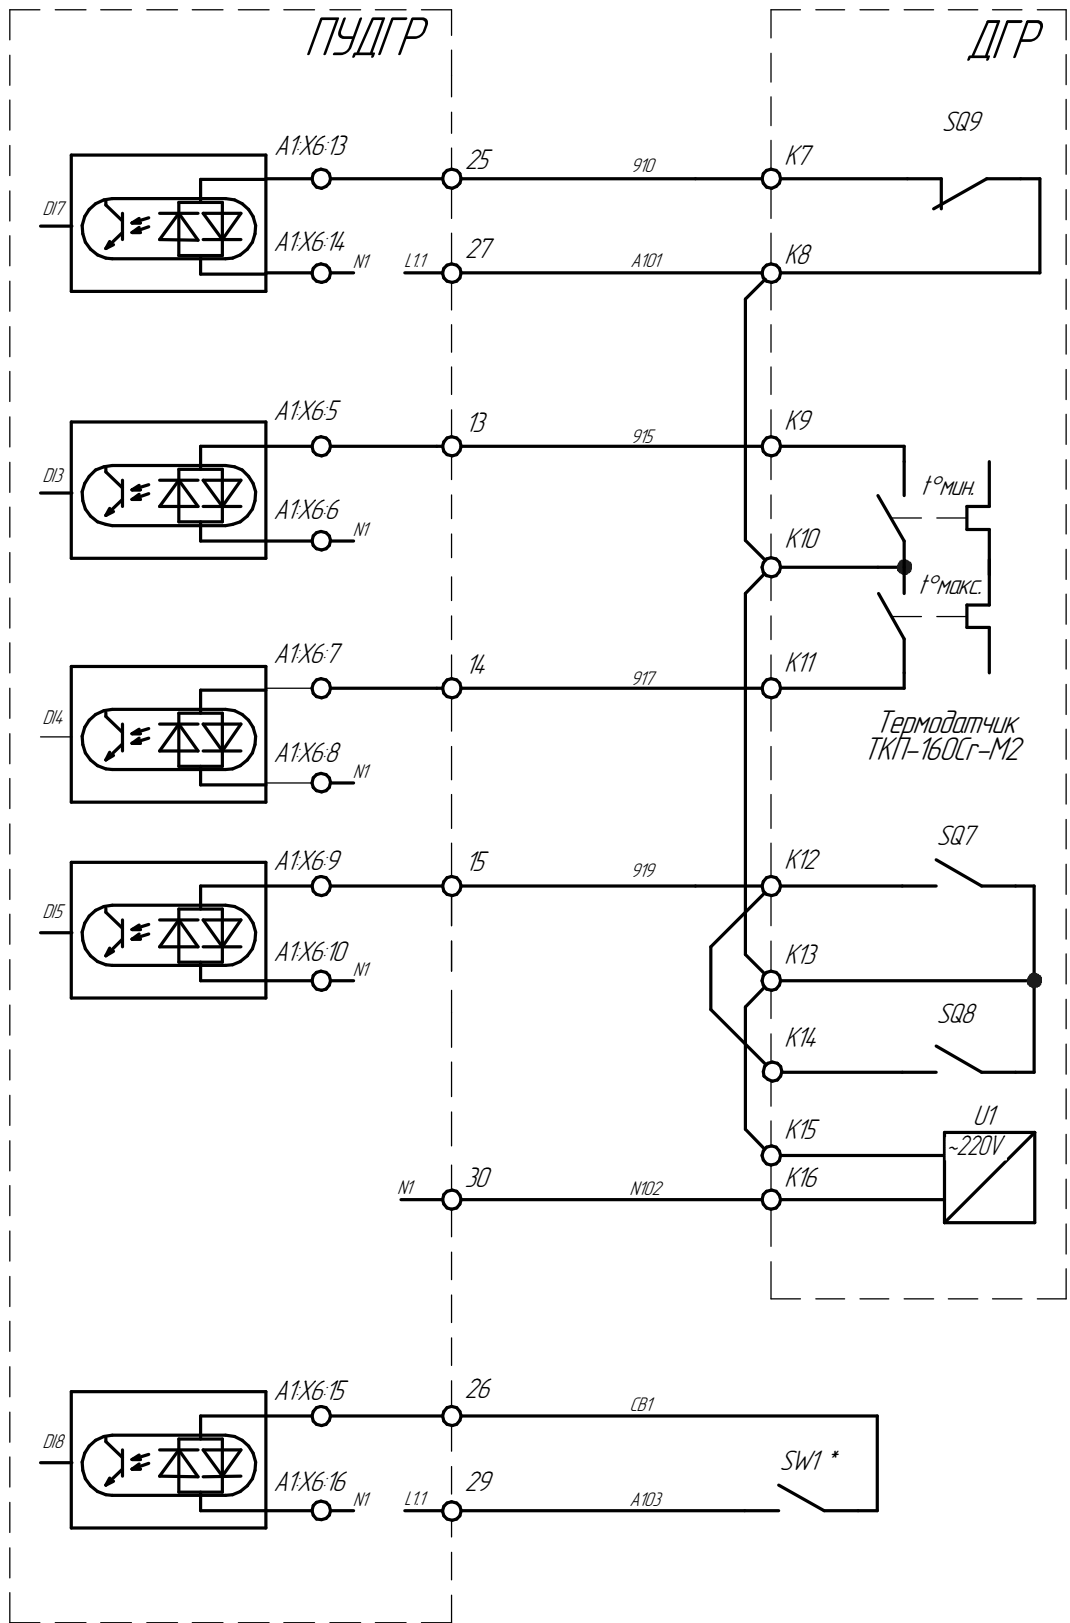 ПУДГР
ДГР
SQ9
A1:X6:13
25
910
K7
DI7
A1:X6:14
N1
L1.1
27
A101
K8
A1:X6:5
13
915
K9
DI3
t°мин.
A1:X6:6
N1
K10
t°макс.
A1:X6:7
14
917
K11
DI4
A1:X6:8
N1
Термодатчик
ТКП-160Сг-М2
SQ7
A1:X6:9
15
919
K12
DI5
A1:X6:10
N1
K13
SQ8
K14
U1
K15
~220V
N1
30
N102
K16
A1:X6:15
26
CB1
DI8
SW1 *
A1:X6:16
N1
L1.1
29
A103